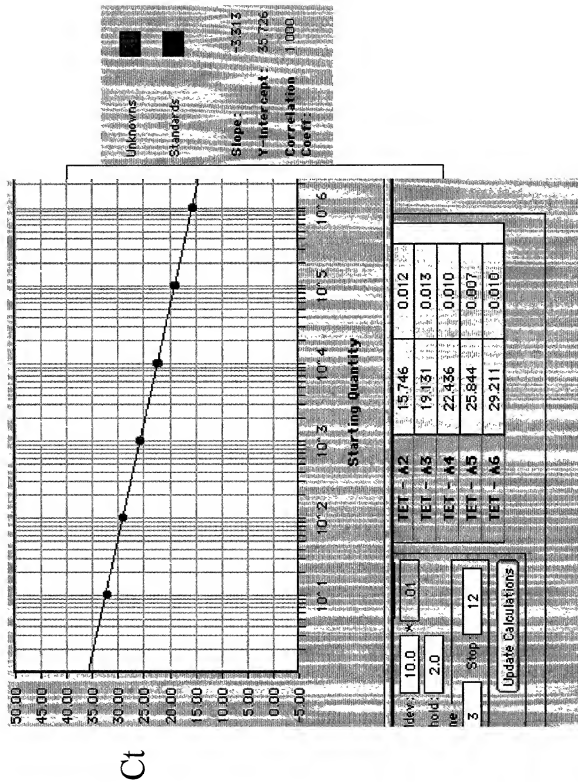 Ct
50.00
45.00
40.00
35.00
30.00
25.00
20.00
15.00
10.00
5.00
10^1
10^2
10^3
10^4
10^5
10^6
Starting Quantity
Unknowns
Standards
Slope: -3.313
Y-Intercept: 35.726
Correlation 1.000
Coeff:
TET - A2 15.746 0.012
TET - A3 19.131 0.013
TET - A4 22.436 0.010
TET - A5 25.844 0.007
TET - A6 29.211 0.010
ddev: 10.0 * .01
hold 2.0
ne
3 Stop: 12
Update Calculations